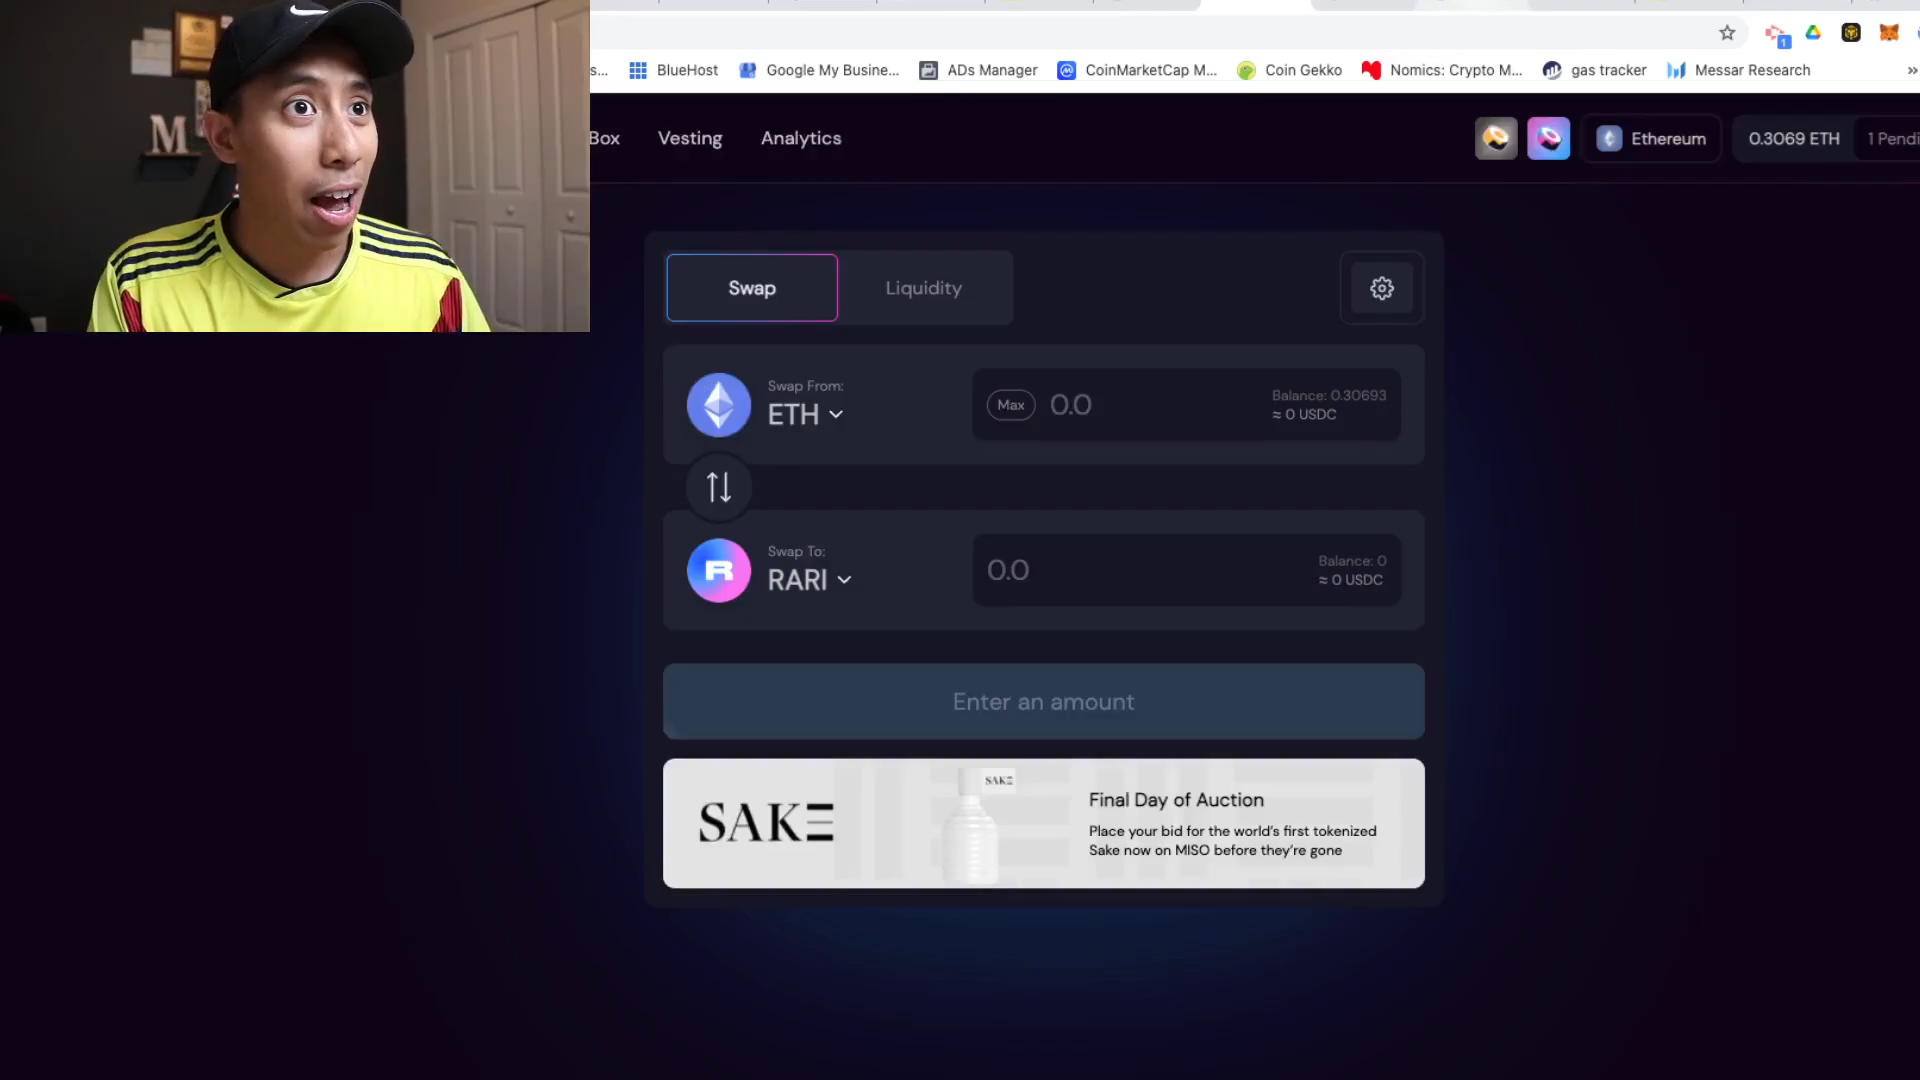 s...
BlueHost
Google My Busine...
ADs Manager
CoinMarketCap M...
Coin Gekko
Nomics: Crypto M...
gas tracker
Messar Research
»
1
M
Box
Vesting
Analytics
Ethereum
0.3069 ETH
1 Pendi
Swap
Liquidity
Swap From:
ETH
Max
0.0
Balance: 0.30693
≈ 0 USDC
R
Swap To:
RARI
0.0
Balance: 0
≈ 0 USDC
Enter an amount
SAKE
SAKE
Final Day of Auction
Place your bid for the world's first tokenized
Sake now on MISO before they're gone